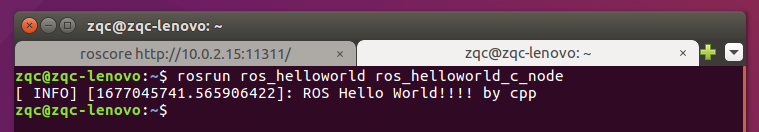 zqc@zqc-lenovo: ~
roscore http://10.0.2.15:11311/ × zqc@zqc-lenovo: ~ ×
zqc@zqc-lenovo:~$ rosrun ros_helloworld ros_helloworld_c_node
[ INFO] [1677045741.565906422]: ROS Hello World!!!! by cpp
zqc@zqc-lenovo:~$